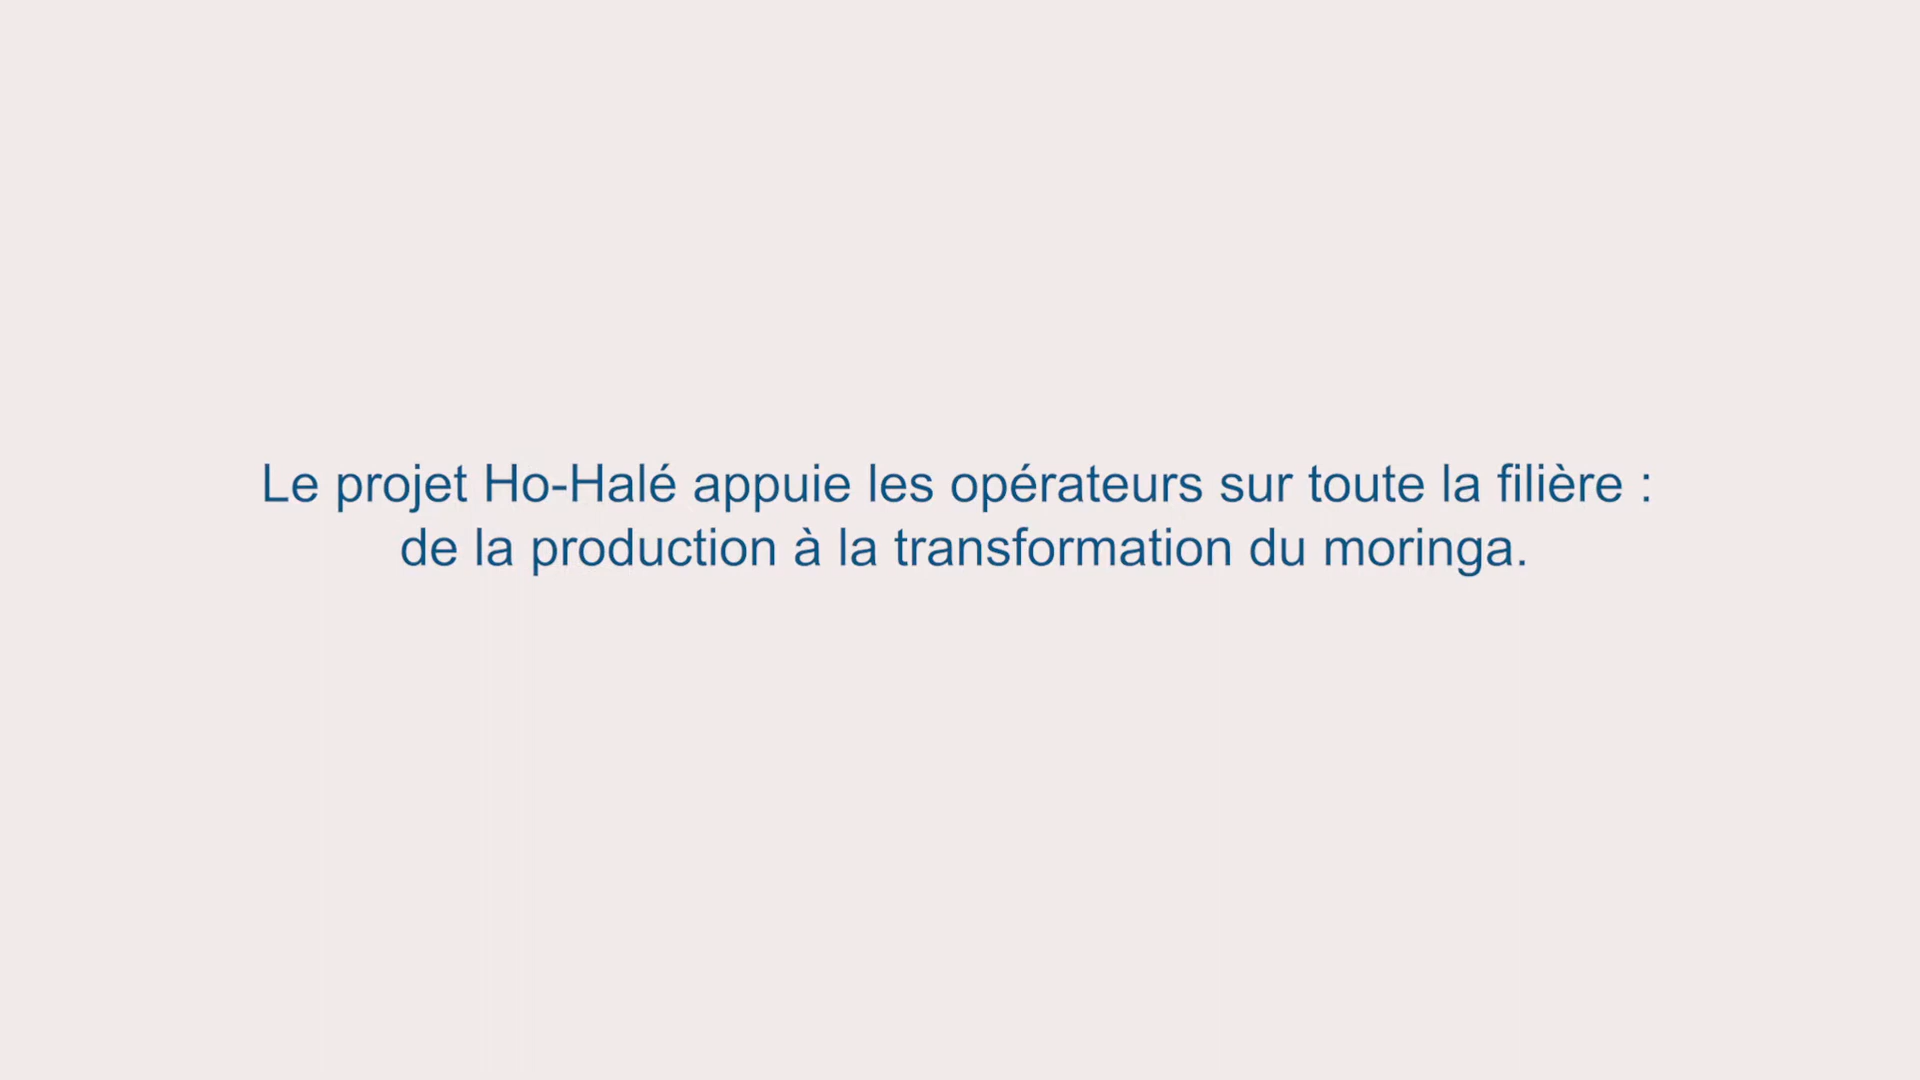 Le projet Ho-Halé appuie les opérateurs sur toute la filière :
de la production à la transformation du moringa.